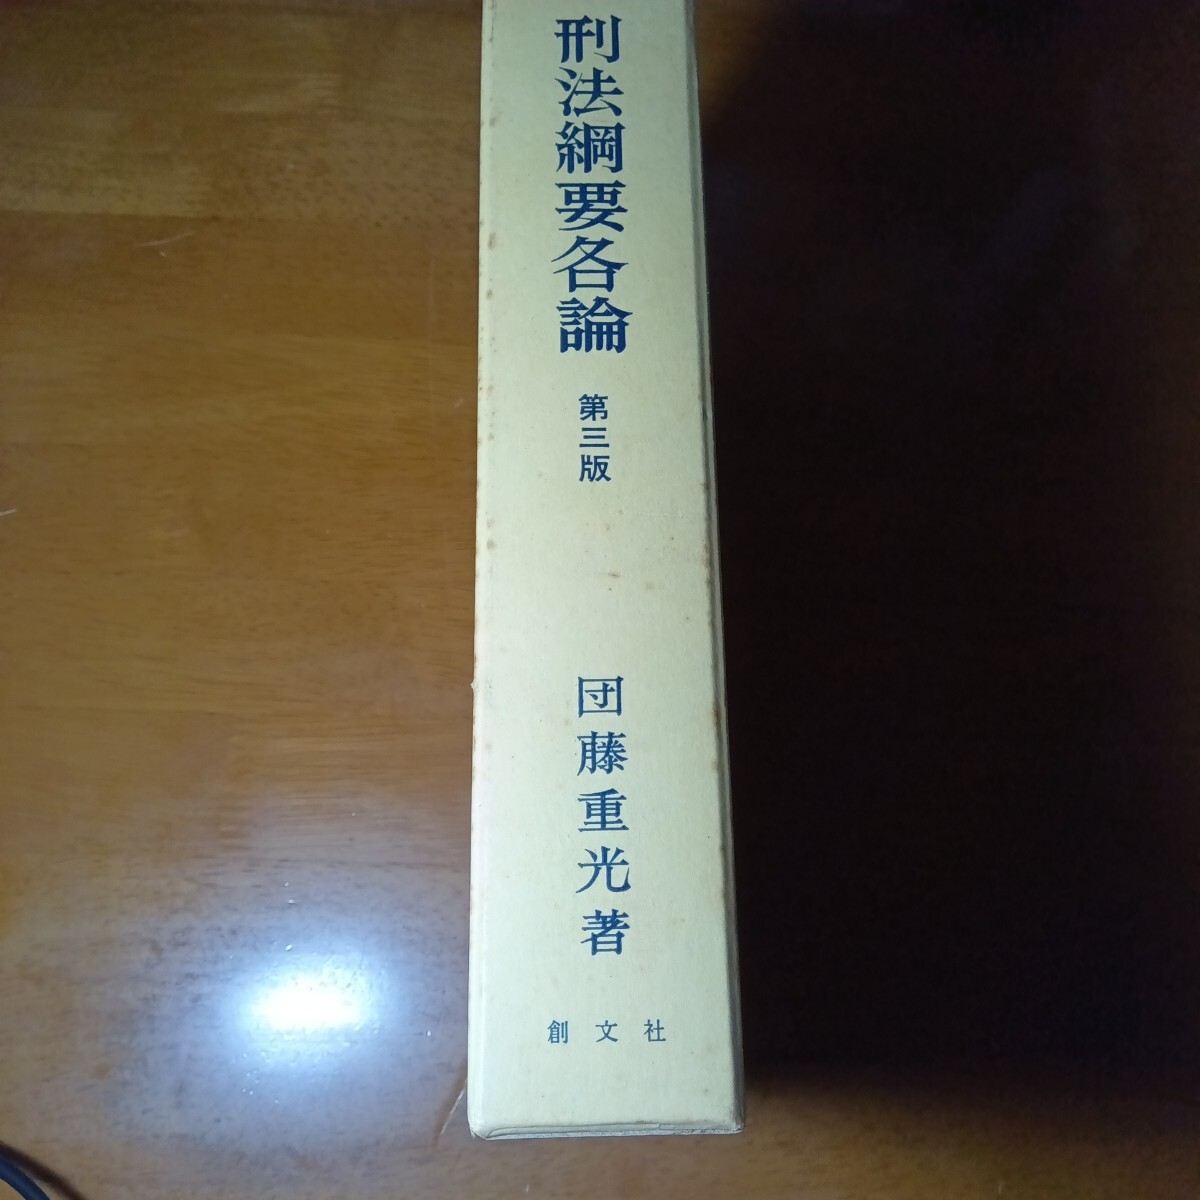 刑法綱要各論
第三版
団藤重光著
創文社